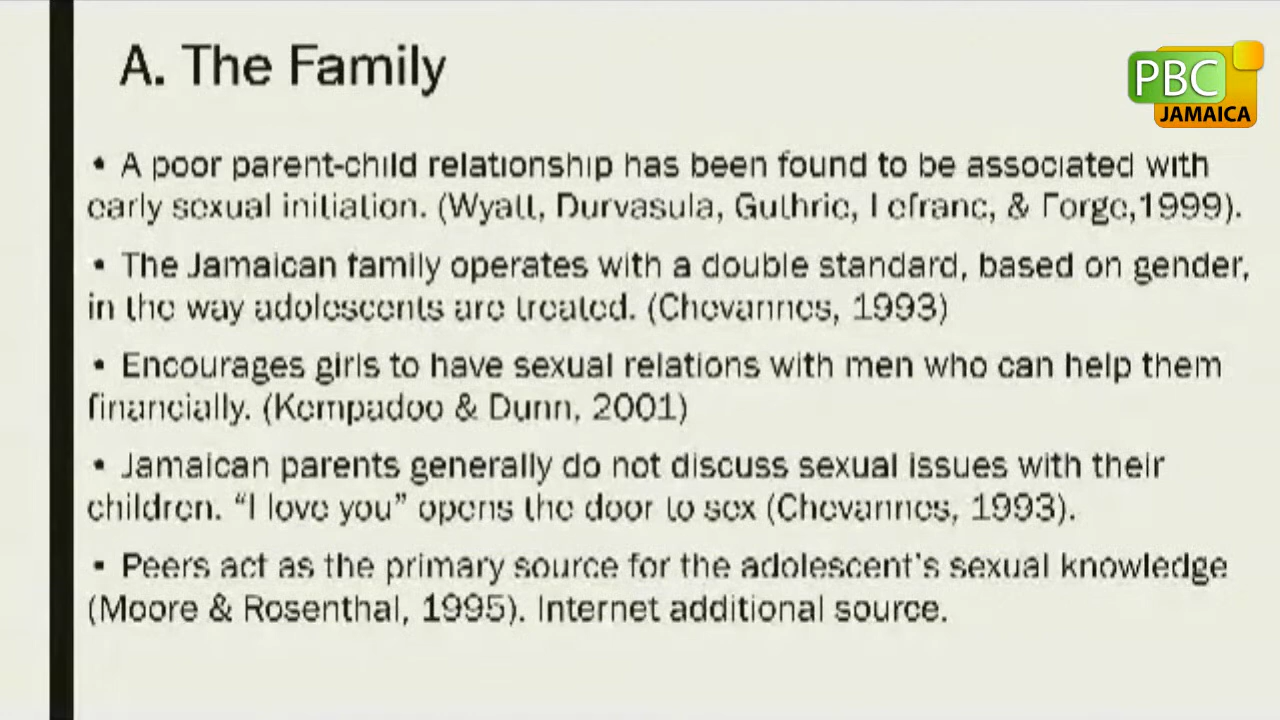 A. The Family
PBC
JAMAICA
• A poor parent-child relationship has been found to be associated with
early sexual initiation. (Wyatt, Durvasula, Guthrie, Lefranc, & Forge,1999).
• The Jamaican family operates with a double standard, based on gender,
in the way adolescents are treated. (Chevannes, 1993)
• Encourages girls to have sexual relations with men who can help them
financially. (Kempadoo & Dunn, 2001)
• Jamaican parents generally do not discuss sexual issues with their
children. “I love you” opens the door to sex (Chevannes, 1993).
• Peers act as the primary source for the adolescent's sexual knowledge
(Moore & Rosenthal, 1995). Internet additional source.